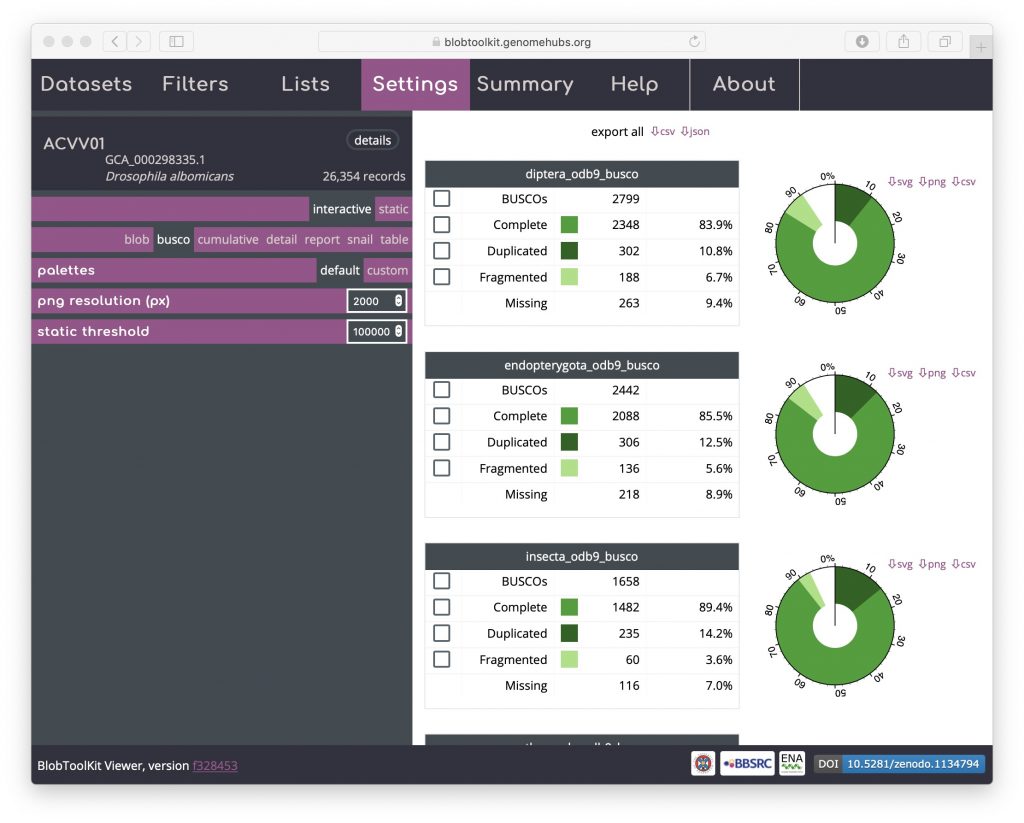 blobtoolkit.genomehubs.org
Datasets Filters Lists Settings Summary Help About
ACVV01 details
GCA_000298335.1
Drosophila albomicans 26,354 records
interactive static
blob busco cumulative detail report snail table
palettes default custom
png resolution (px) 2000
static threshold 100000
export all csv json
diptera_odb9_busco
BUSCOs 2799
Complete 2348 83.9%
Duplicated 302 10.8%
Fragmented 188 6.7%
Missing 263 9.4%
svg png csv
0% 10 20 30 40 50 60 70 80 90
endopterygota_odb9_busco
BUSCOs 2442
Complete 2088 85.5%
Duplicated 306 12.5%
Fragmented 136 5.6%
Missing 218 8.9%
svg png csv
0% 10 20 30 40 50 60 70 80 90
insecta_odb9_busco
BUSCOs 1658
Complete 1482 89.4%
Duplicated 235 14.2%
Fragmented 60 3.6%
Missing 116 7.0%
svg png csv
0% 10 20 30 40 50 60 70 80 90
BlobToolKit Viewer, version f328453
BBSRC
ENA
DOI 10.5281/zenodo.1134794